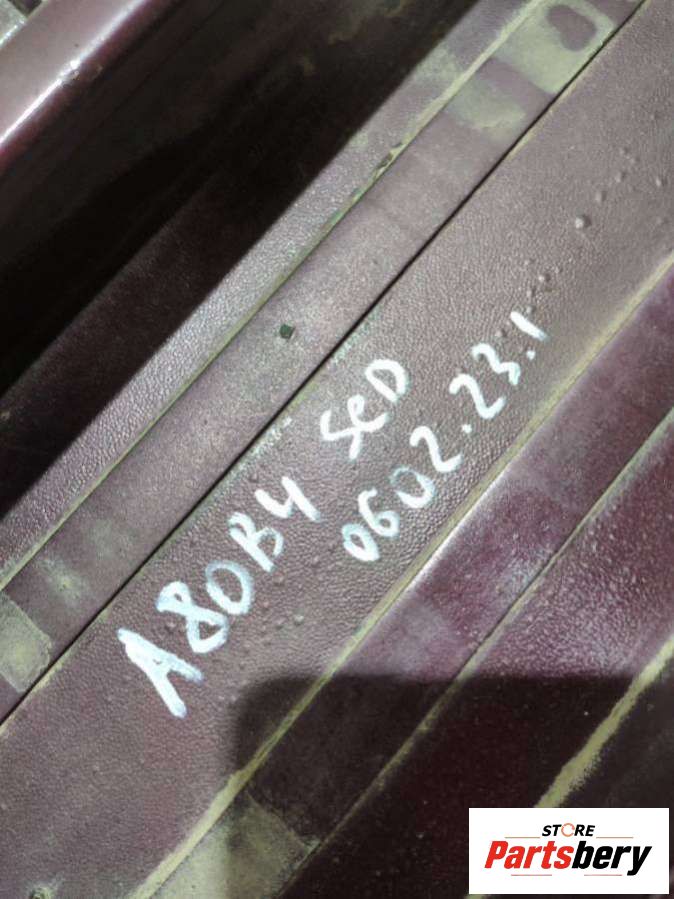 A80B4 SeD
0602.23.1
STORE
Partsbery